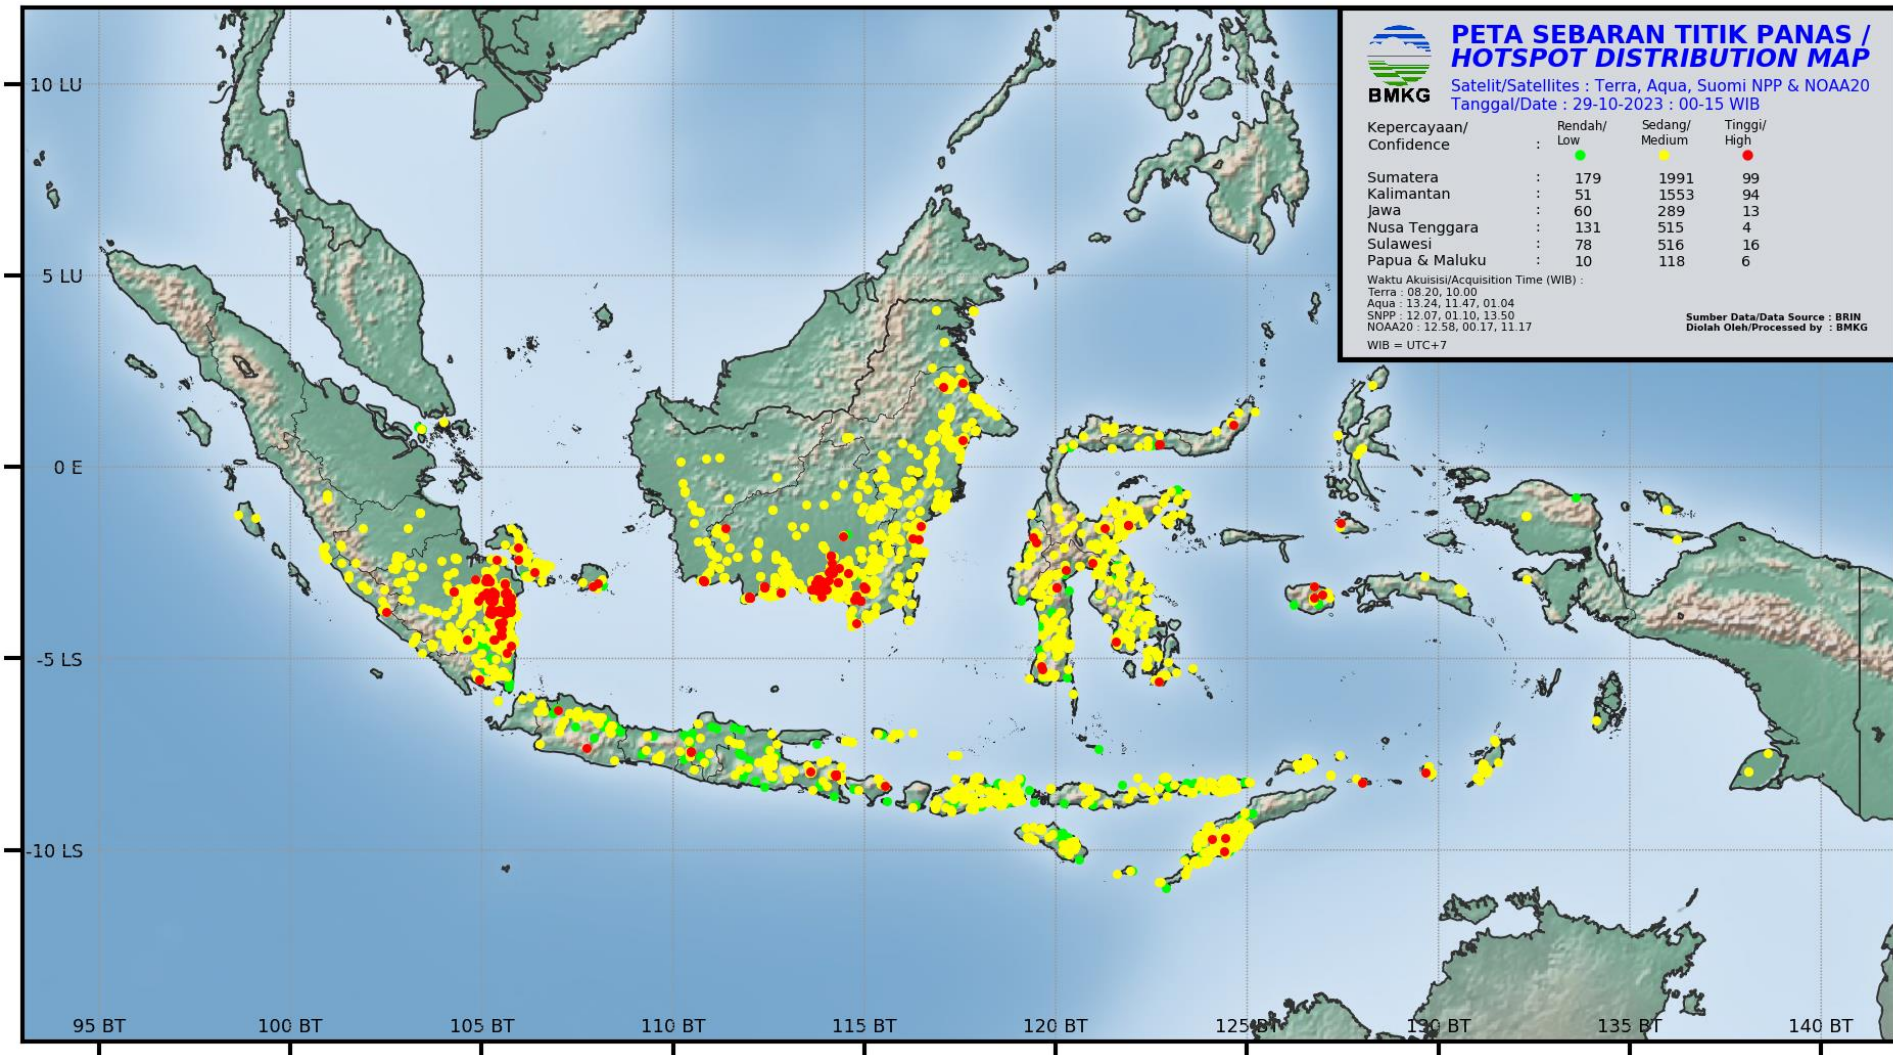 PETA SEBARAN TITIK PANAS /
HOTSPOT DISTRIBUTION MAP
BMKG
Satelit/Satellites : Terra, Aqua, Suomi NPP & NOAA20
Tanggal/Date : 29-10-2023 : 00-15 WIB
Kepercayaan/ Rendah/ Sedang/ Tinggi/
Confidence : Low Medium High
Sumatera : 179 1991 99
Kalimantan : 51 1553 94
Jawa : 60 289 13
Nusa Tenggara : 131 515 4
Sulawesi : 78 516 16
Papua & Maluku : 10 118 6
Waktu Akuisisi/Acquisition Time (WIB) :
Terra : 08.20, 10.00
Aqua : 13.24, 11.47, 01.04
SNPP : 12.07, 01.10, 13.50
NOAA20 : 12.58, 00.17, 11.17
WIB = UTC+7
Sumber Data/Data Source : BRIN
Diolah Oleh/Processed by : BMKG
10 LU
5 LU
0 E
-5 LS
-10 LS
95 BT 100 BT 105 BT 110 BT 115 BT 120 BT 125 BT 130 BT 135 BT 140 BT